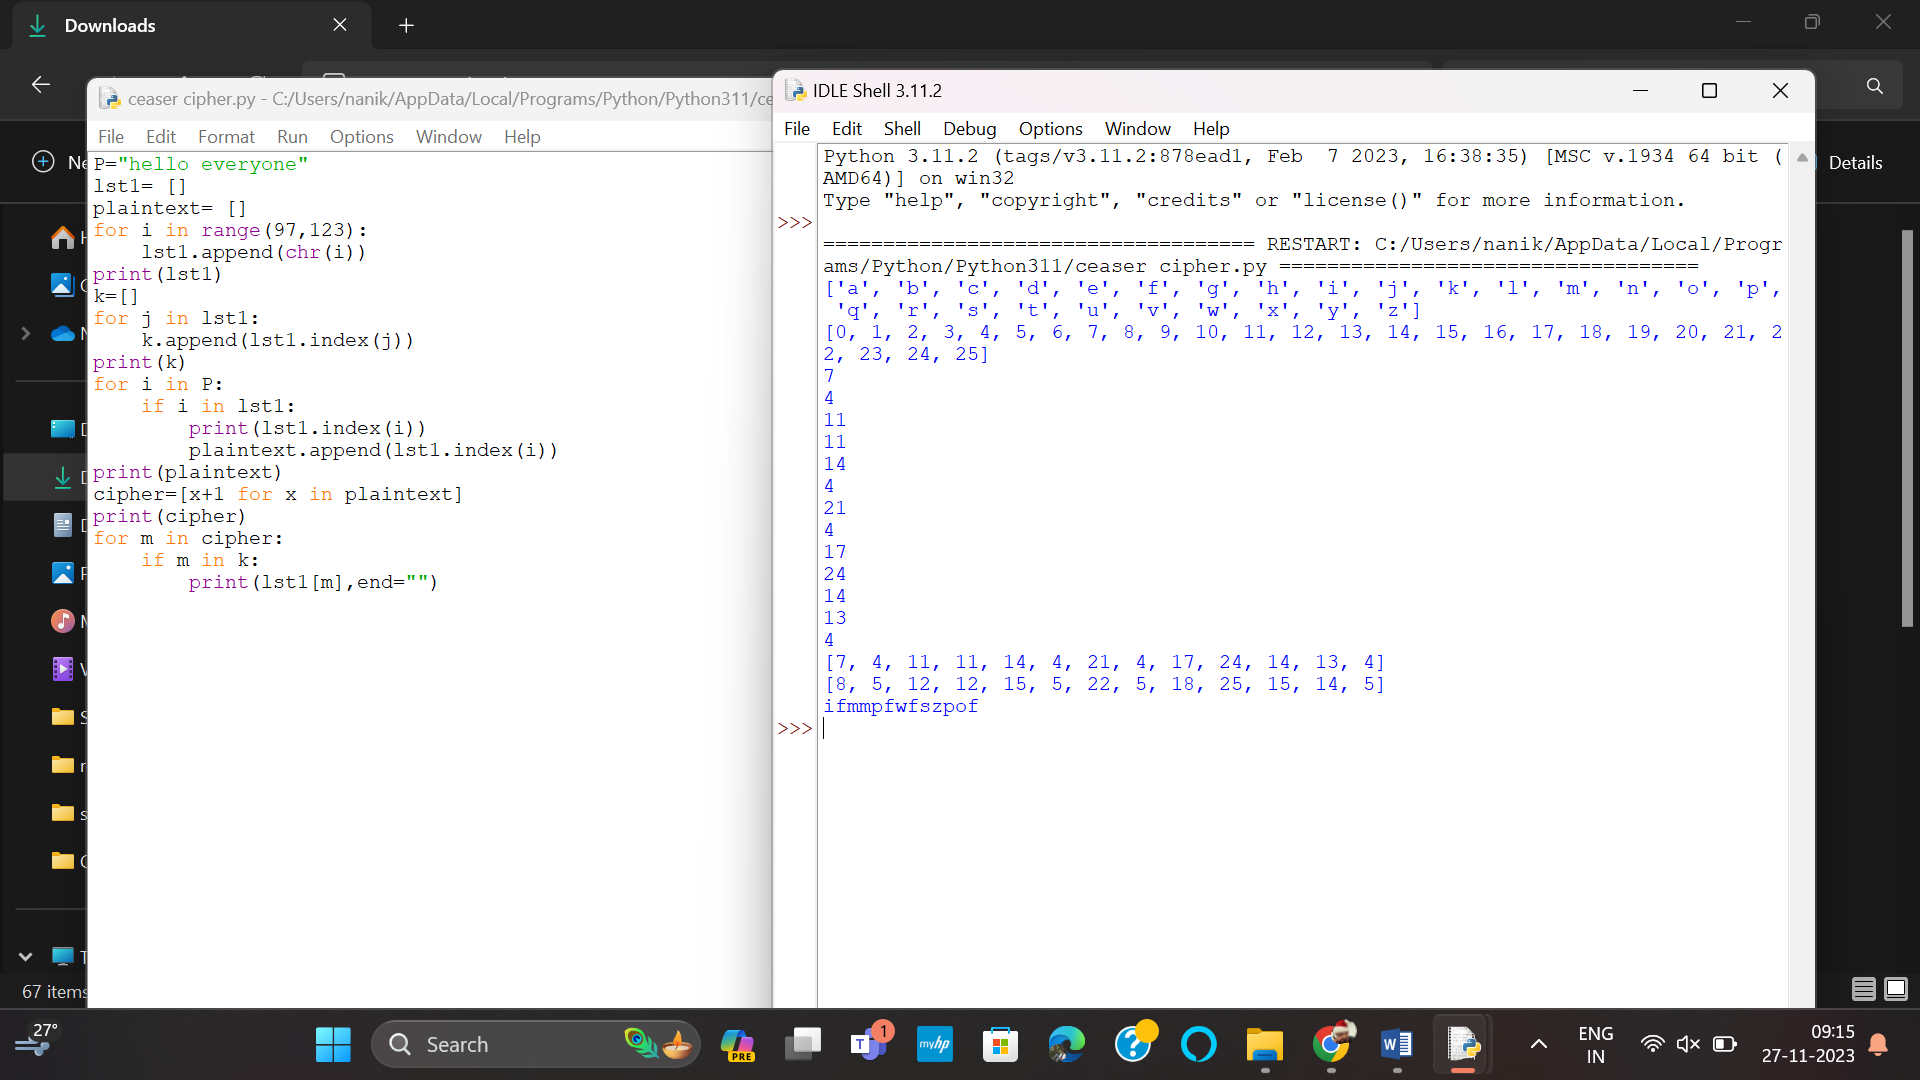 Downloads
ceaser cipher.py - C:/Users/nanik/AppData/Local/Programs/Python/Python311/ce
File Edit Format Run Options Window Help
P="hello everyone"
lst1= []
plaintext= []
for i in range(97,123):
    lst1.append(chr(i))
print(lst1)
k=[]
for j in lst1:
    k.append(lst1.index(j))
print(k)
for i in P:
    if i in lst1:
        print(lst1.index(i))
        plaintext.append(lst1.index(i))
print(plaintext)
cipher=[x+1 for x in plaintext]
print(cipher)
for m in cipher:
    if m in k:
        print(lst1[m],end="")
IDLE Shell 3.11.2
File Edit Shell Debug Options Window Help
Python 3.11.2 (tags/v3.11.2:878ead1, Feb  7 2023, 16:38:35) [MSC v.1934 64 bit (
AMD64)] on win32
Type "help", "copyright", "credits" or "license()" for more information.
>>>
==================================== RESTART: C:/Users/nanik/AppData/Local/Progr
ams/Python/Python311/ceaser cipher.py ===================================
['a', 'b', 'c', 'd', 'e', 'f', 'g', 'h', 'i', 'j', 'k', 'l', 'm', 'n', 'o', 'p',
 'q', 'r', 's', 't', 'u', 'v', 'w', 'x', 'y', 'z']
[0, 1, 2, 3, 4, 5, 6, 7, 8, 9, 10, 11, 12, 13, 14, 15, 16, 17, 18, 19, 20, 21, 2
2, 23, 24, 25]
7
4
11
11
14
4
21
4
17
24
14
13
4
[7, 4, 11, 11, 14, 4, 21, 4, 17, 24, 14, 13, 4]
[8, 5, 12, 12, 15, 5, 22, 5, 18, 25, 15, 14, 5]
ifmmpfwfszpof
>>>
Details
67 items
27°
Search
PRE
T
1
myhp
W
ENG
IN
09:15
27-11-2023